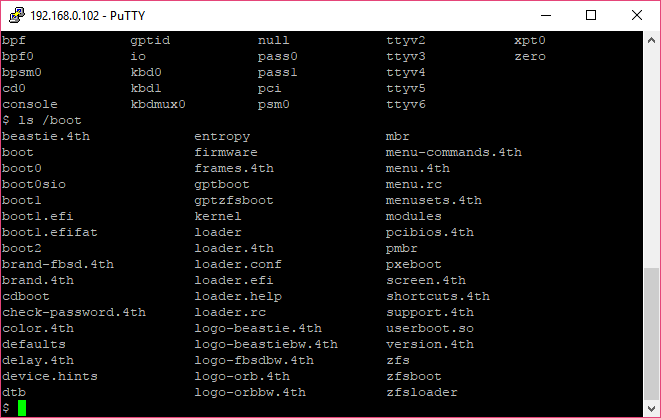 192.168.0.102 - PuTTY
bpf gptid null ttyv2 xpt0
bpf0 io pass0 ttyv3 zero
bpsm0 kbd0 pass1 ttyv4
cd0 kbd1 pci ttyv5
console kbdmux0 psm0 ttyv6
$ ls /boot
beastie.4th entropy mbr
boot firmware menu-commands.4th
boot0 frames.4th menu.4th
boot0sio gptboot menu.rc
boot1 gptzfsboot menusets.4th
boot1.efi kernel modules
boot1.efifat loader pcibios.4th
boot2 loader.4th pmbr
brand-fbsd.4th loader.conf pxeboot
brand.4th loader.efi screen.4th
cdboot loader.help shortcuts.4th
check-password.4th loader.rc support.4th
color.4th logo-beastie.4th userboot.so
defaults logo-beastiebw.4th version.4th
delay.4th logo-fbsdbw.4th zfs
device.hints logo-orb.4th zfsboot
dtb logo-orbbw.4th zfsloader
$